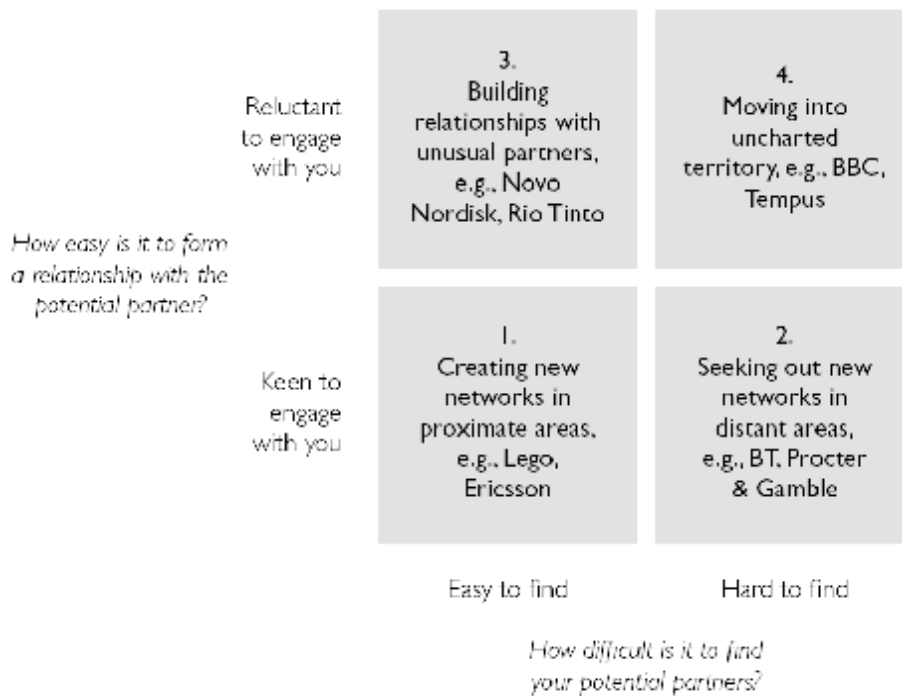 3.
Building
relationships with
unusual partners,
e.g., Novo
Nordisk, Rio Tinto
4.
Moving into
uncharted
territory, e.g., BBC,
Tempus
Reluctant
to engage
with you
How easy is it to form
a relationship with the
potential partner?
1.
Creating new
networks in
proximate areas,
e.g., Lego,
Ericsson
2.
Seeking out new
networks in
distant areas,
e.g., BT, Procter
& Gamble
Keen to
engage
with you
Easy to find
Hard to find
How difficult is it to find
your potential partners?